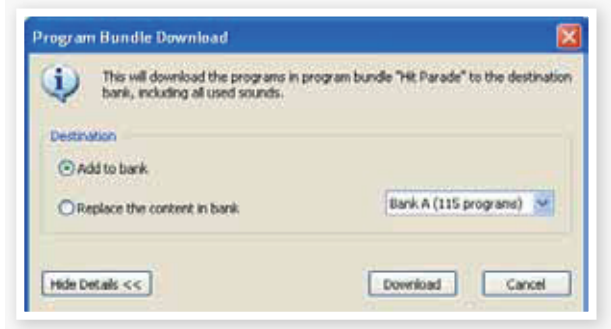 Program Bundle Download
This will download the programs in program bundle "Hit Parade" to the destination
bank, including all used sounds.
Destination
Add to bank
Replace the content in bank
Bank A (115 programs)
Hide Details <<
Download
Cancel